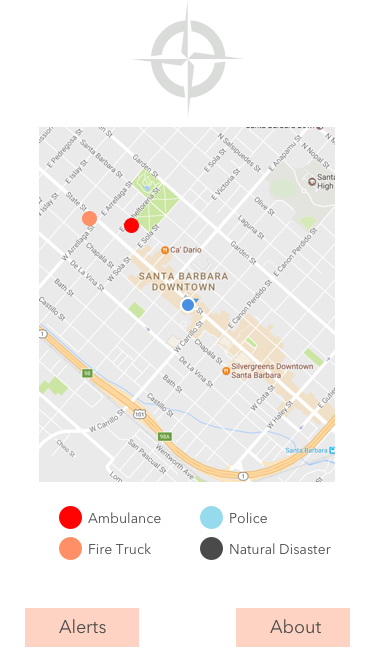 E Pedregosa St
Santa Barbara St
Garden St
N Salsipuedes St
E Anapamu St
N Nopal St
E Islay St
E Sola St
E Victoria St
Santa
High
State St
E Arrellaga St
Olive St
Islay St
W Arrellaga St
E Sola St
Laguna St
Chapala St
W Sola St
Ca' Dario
Garden St
E Canon Perdido St
De La Vina St
SANTA BARBARA
DOWNTOWN
Bath St
Castillo St
E Canon Perdido St
W Carrillo St
Chapala St
101
De La Vina St
Silvergreens Downtown
Santa Barbara
98
Bath St
W Cota St
Castillo St
W Haley St
W Carrillo St
101
1
98A
Chino St
San Pascual St
Wentworth Ave
Santa Barbara
1
Ambulance
Police
Fire Truck
Natural Disaster
Alerts
About